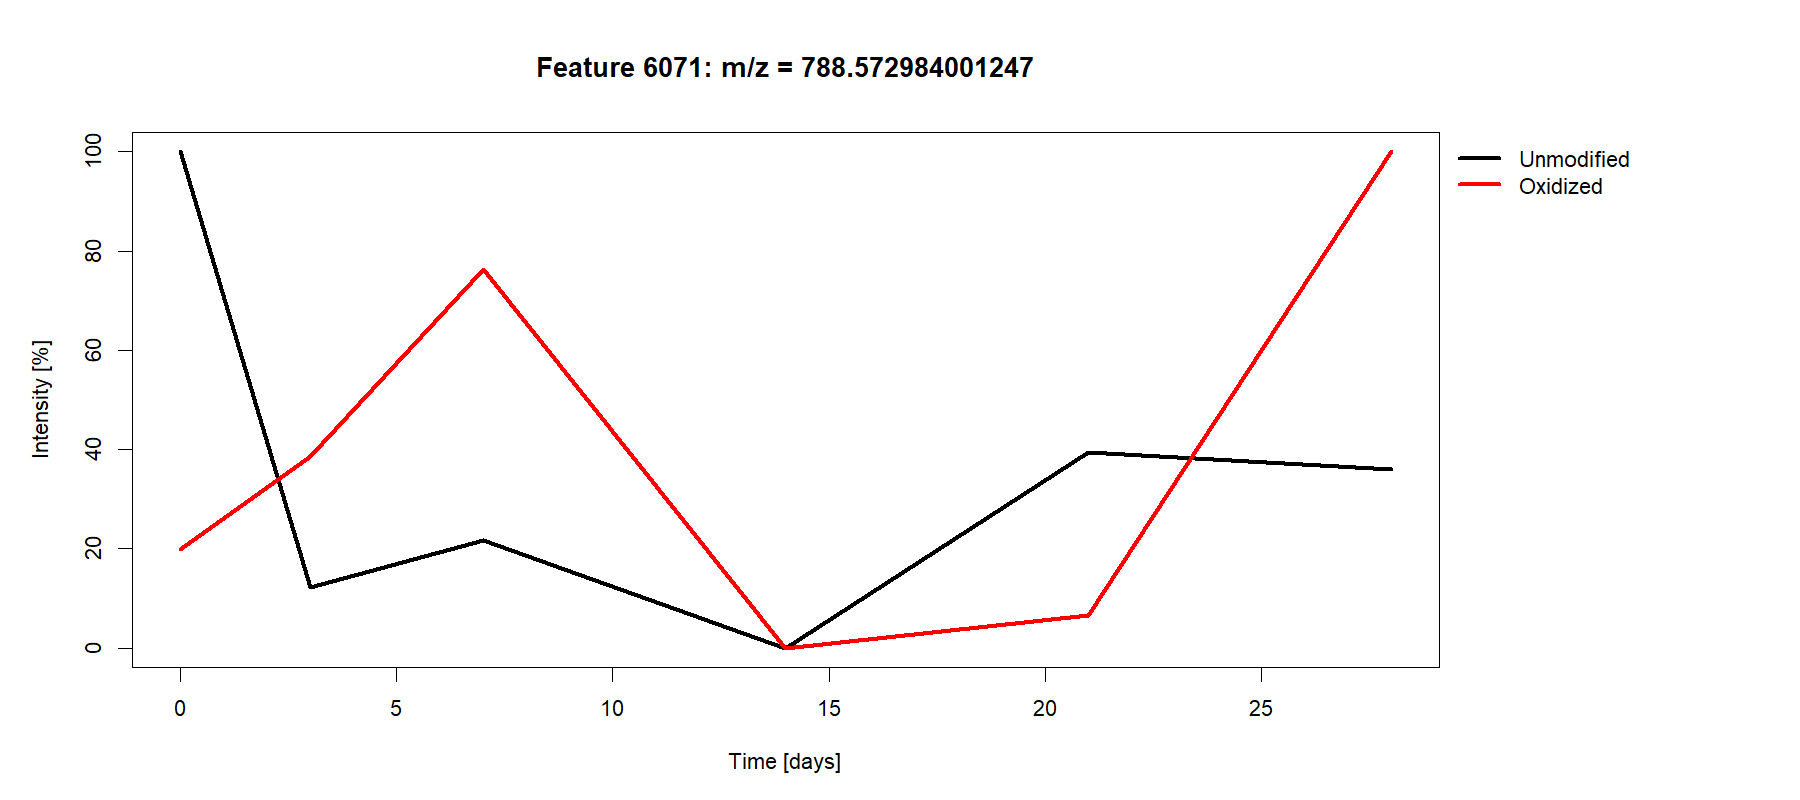 Feature 6071: m/z = 788.572984001247
Unmodified
Oxidized
Intensity [%]
100
80
60
40
20
0
0 5 10 15 20 25
Time [days]